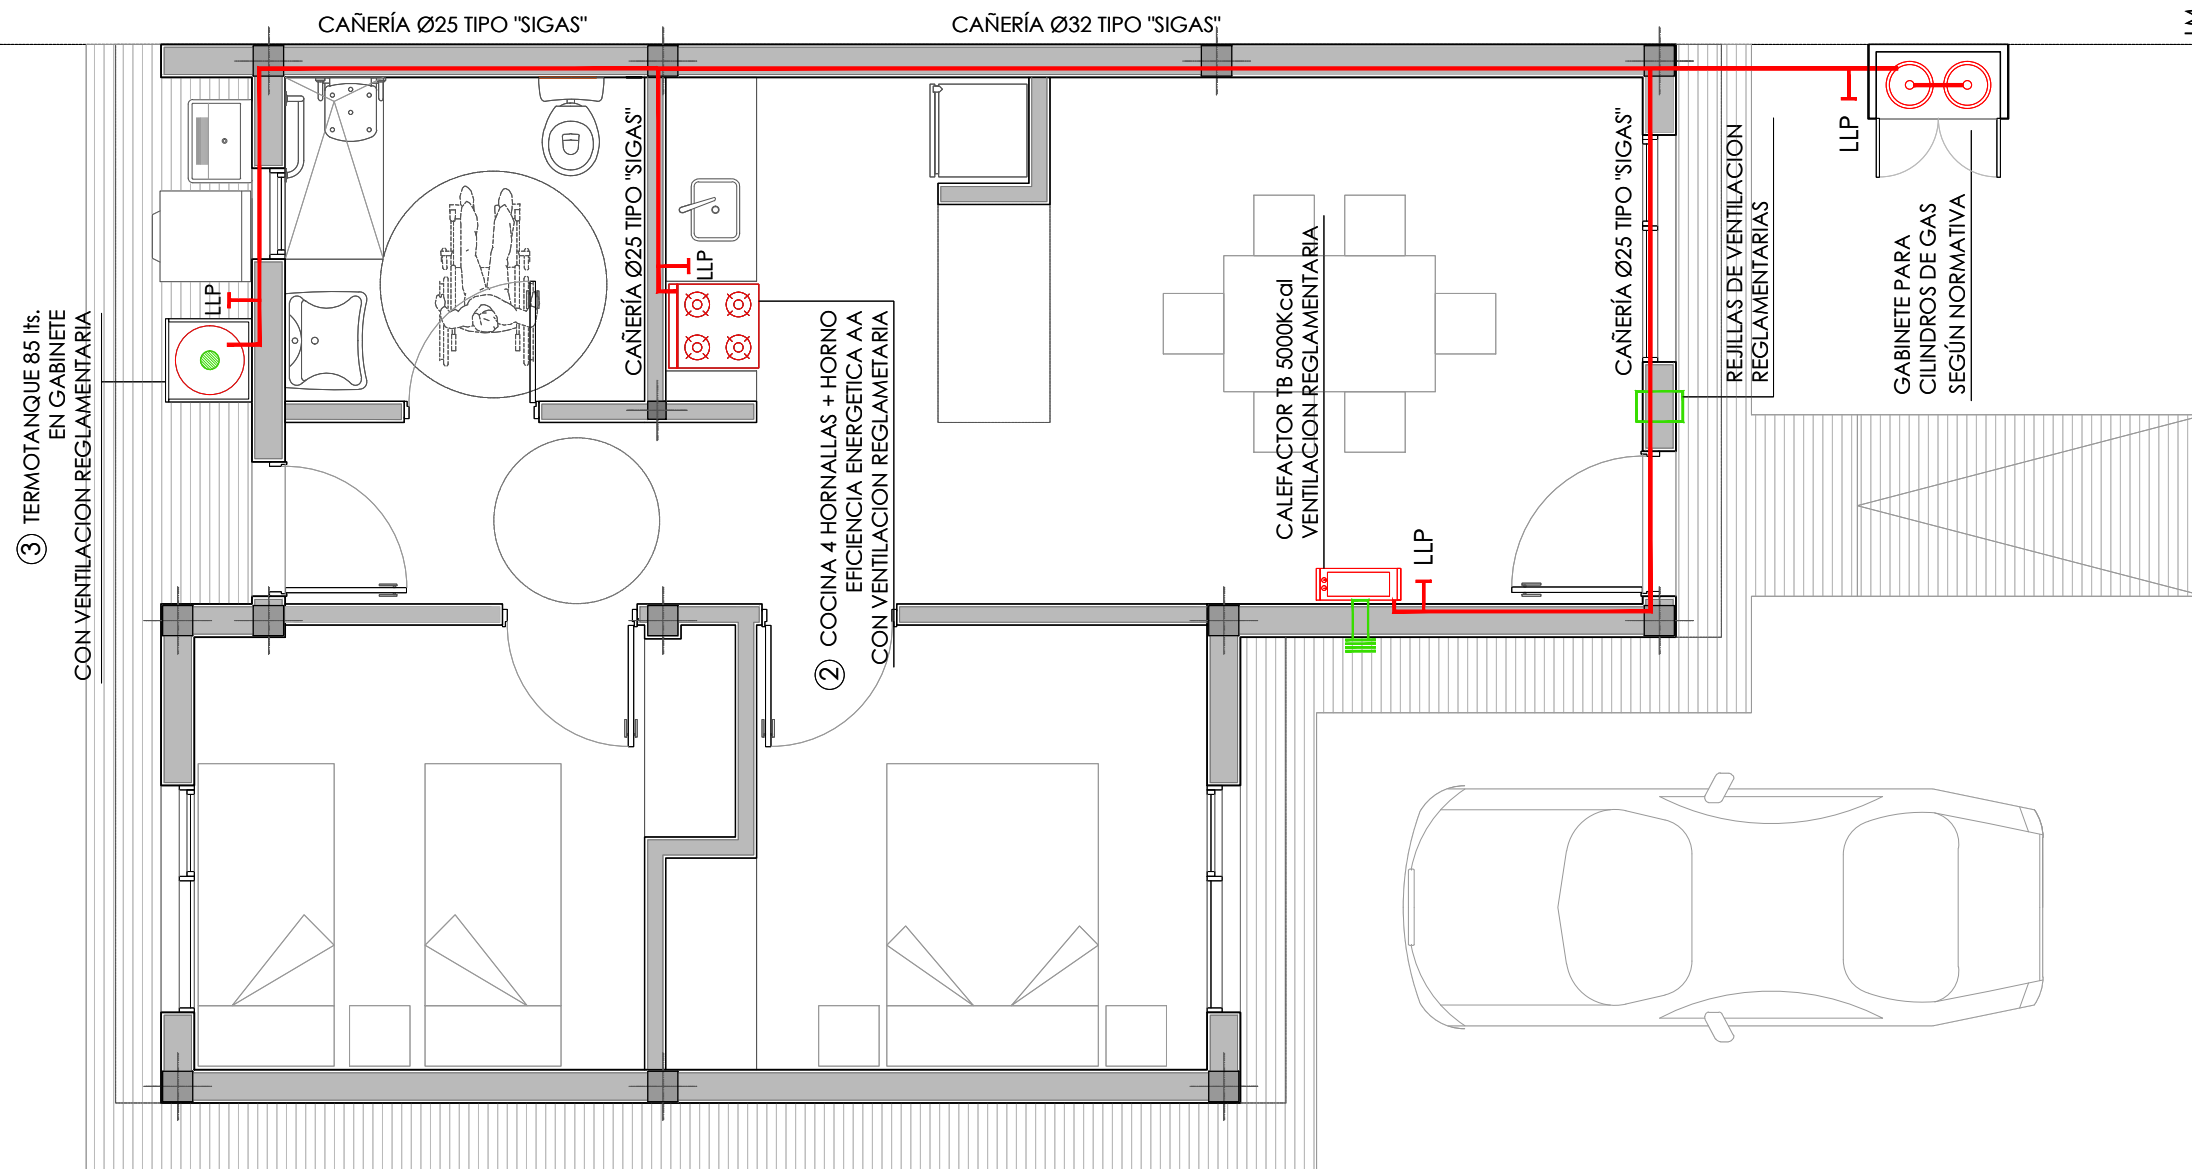 CAÑERÍA Ø25 TIPO "SIGAS"
CAÑERÍA Ø32 TIPO "SIGAS"
CAÑERÍA Ø25 TIPO "SIGAS"
LLP
LLP
3 TERMOTANQUE 85 lts.
EN GABINETE
CON VENTILACION REGLAMENTARIA
2 COCINA 4 HORNALLAS + HORNO
EFICIENCIA ENERGETICA AA
CON VENTILACION REGLAMETARIA
CALEFACTOR TB 5000Kcal
VENTILACION REGLAMENTARIA
LLP
CAÑERÍA Ø25 TIPO "SIGAS"
REJILLAS DE VENTILACION
REGLAMENTARIAS
LLP
GABINETE PARA
CILINDROS DE GAS
SEGÚN NORMATIVA